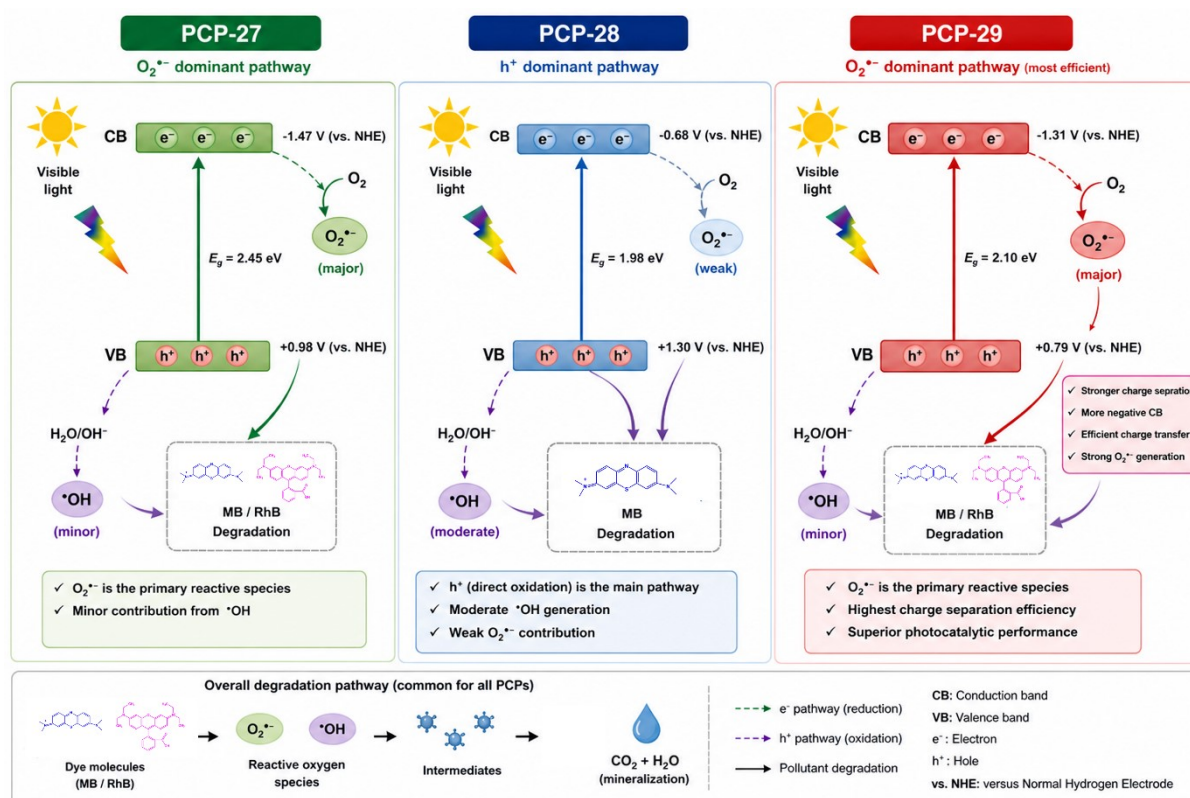 PCP-27
O₂•⁻ dominant pathway
CB
e⁻ e⁻ e⁻
-1.47 V (vs. NHE)
Visible
light
O₂
O₂•⁻
(major)
Eg = 2.45 eV
VB
h⁺ h⁺ h⁺
+0.98 V (vs. NHE)
H₂O/OH⁻
•OH
(minor)
MB / RhB
Degradation
✓ O₂•⁻ is the primary reactive species
✓ Minor contribution from •OH
PCP-28
h⁺ dominant pathway
CB
e⁻ e⁻ e⁻
-0.68 V (vs. NHE)
Visible
light
O₂
O₂•⁻
(weak)
Eg = 1.98 eV
VB
h⁺ h⁺ h⁺
+1.30 V (vs. NHE)
H₂O/OH⁻
•OH
(moderate)
MB
Degradation
✓ h⁺ (direct oxidation) is the main pathway
✓ Moderate •OH generation
✓ Weak O₂•⁻ contribution
PCP-29
O₂•⁻ dominant pathway (most efficient)
CB
e⁻ e⁻ e⁻
-1.31 V (vs. NHE)
Visible
light
O₂
O₂•⁻
(major)
Eg = 2.10 eV
VB
h⁺ h⁺ h⁺
+0.79 V (vs. NHE)
✓ Stronger charge sepratio
✓ More negative CB
✓ Efficient charge transfer
✓ Strong O₂•⁻ generation
H₂O/OH⁻
•OH
(minor)
MB / RhB
Degradation
✓ O₂•⁻ is the primary reactive species
✓ Highest charge separation efficiency
✓ Superior photocatalytic performance
Overall degradation pathway (common for all PCPs)
Dye molecules
(MB / RhB)
O₂•⁻
•OH
Reactive oxygen
species
Intermediates
CO₂ + H₂O
(mineralization)
e⁻ pathway (reduction)
h⁺ pathway (oxidation)
Pollutant degradation
CB: Conduction band
VB: Valence band
e⁻ : Electron
h⁺ : Hole
vs. NHE: versus Normal Hydrogen Electrode